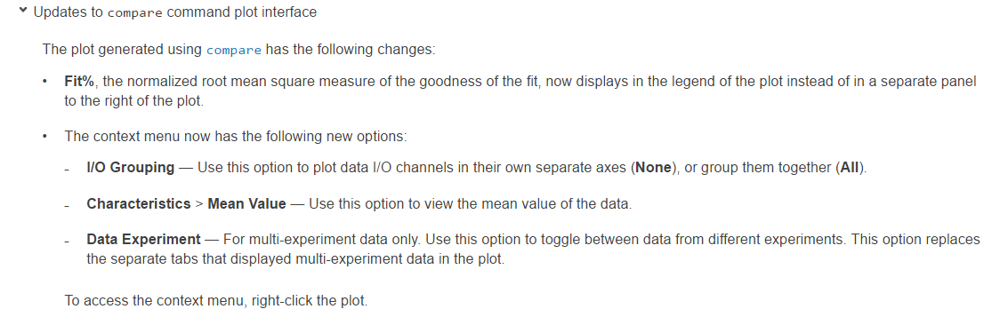 Updates to compare command plot interface
The plot generated using compare has the following changes:
• Fit%, the normalized root mean square measure of the goodness of the fit, now displays in the legend of the plot instead of in a separate panel
to the right of the plot.
• The context menu now has the following new options:
– I/O Grouping — Use this option to plot data I/O channels in their own separate axes (None), or group them together (All).
– Characteristics > Mean Value — Use this option to view the mean value of the data.
– Data Experiment — For multi-experiment data only. Use this option to toggle between data from different experiments. This option replaces
the separate tabs that displayed multi-experiment data in the plot.
To access the context menu, right-click the plot.